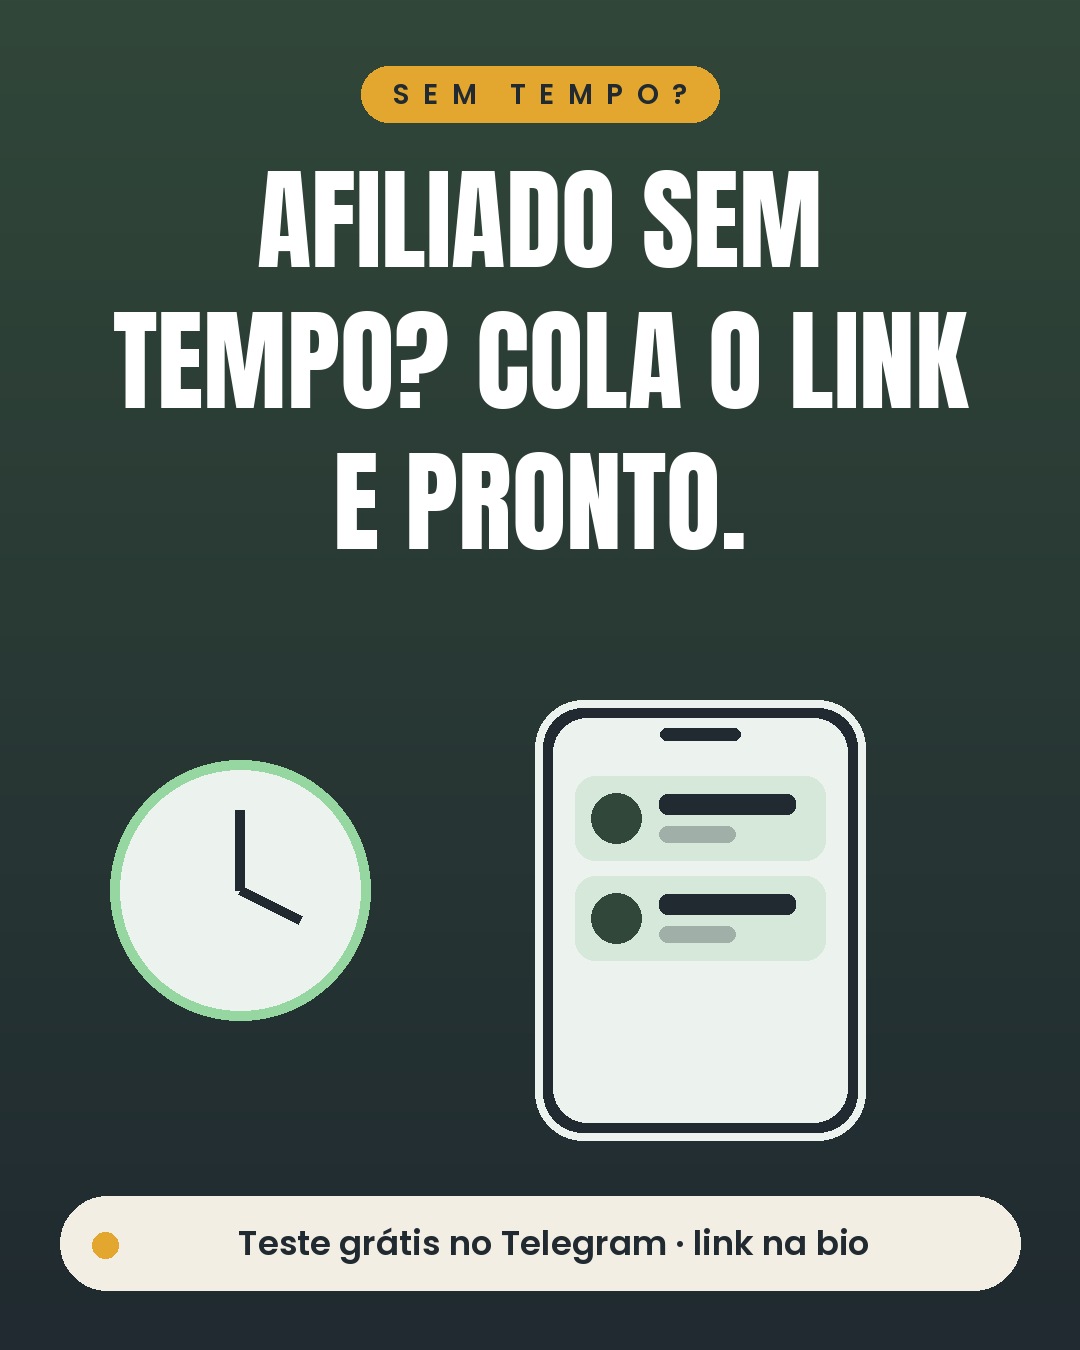 SEM TEMPO?
AFILIADO SEM
TEMPO? COLA O LINK
E PRONTO.
Teste grátis no Telegram · link na bio